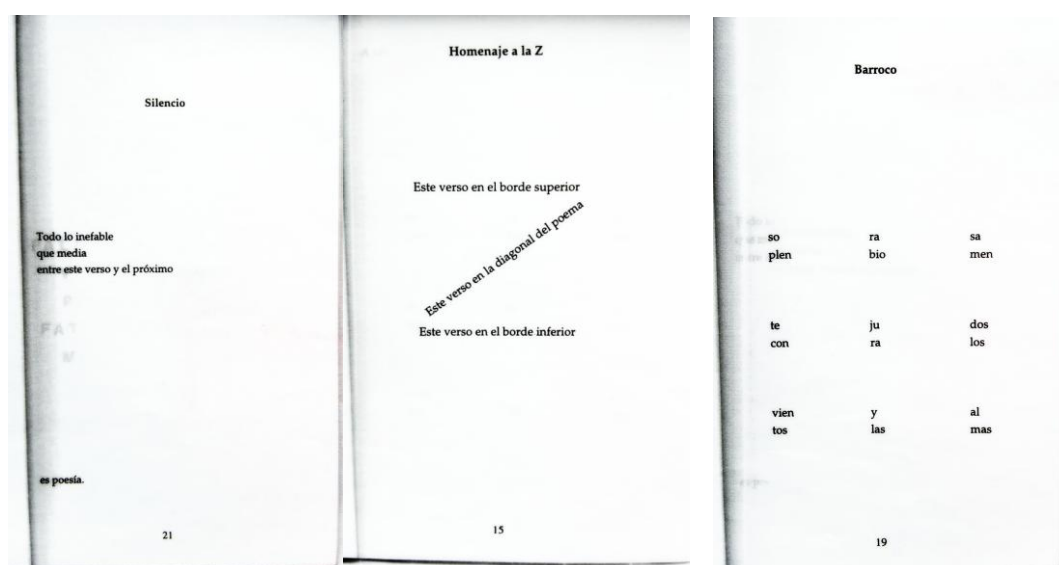 Silencio
Todo lo inefable
que media
entre este verso y el próximo
es poesía.
21
Homenaje a la Z
Este verso en el borde superior
Este verso en la diagonal del poema
Este verso en el borde inferior
15
Barroco
so ra sa
plen bio men
te ju dos
con ra los
vien y al
tos las mas
19